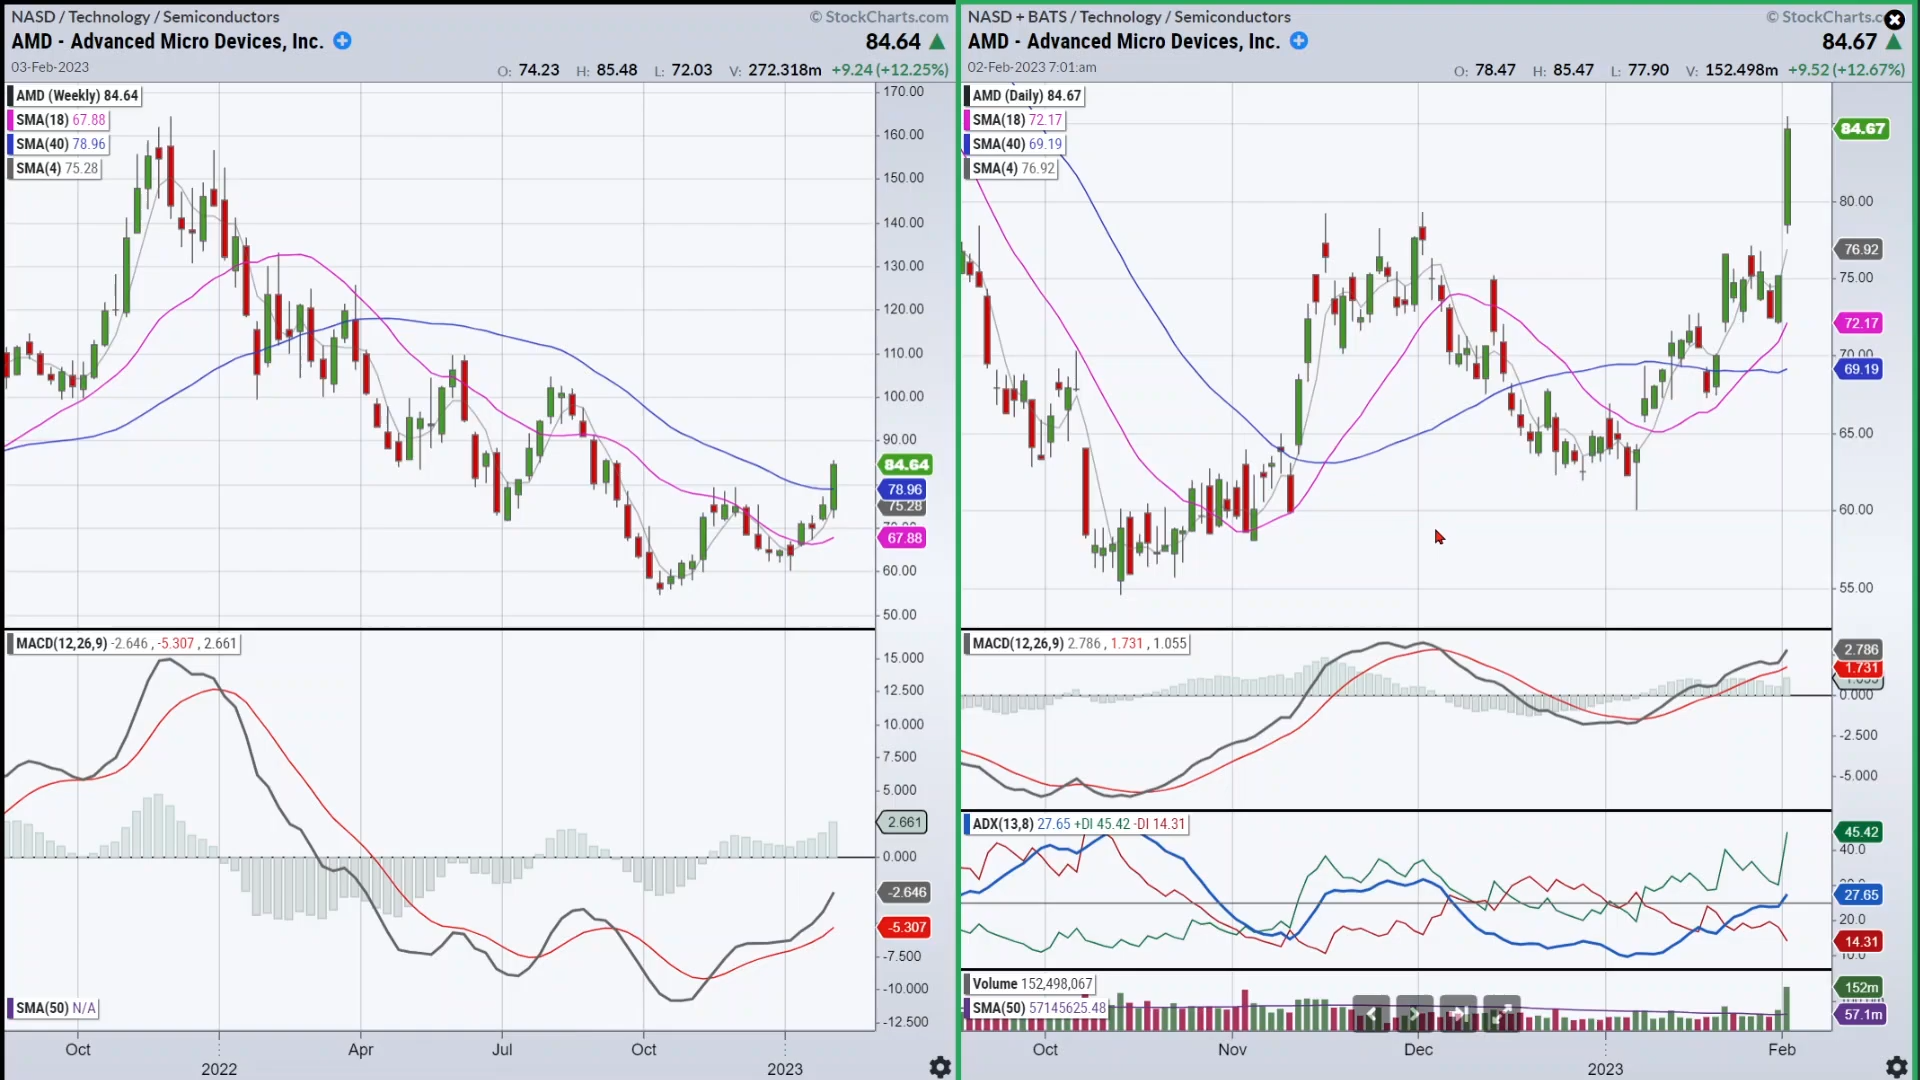 NASD / Technology / Semiconductors
© StockCharts.com
AMD - Advanced Micro Devices, Inc.
84.64
03-Feb-2023
O: 74.23 H: 85.48 L: 72.03 V: 272.318m +9.24 (+12.25%)
AMD (Weekly) 84.64
SMA(18) 67.88
SMA(40) 78.96
SMA(4) 75.28
170.00
160.00
150.00
140.00
130.00
120.00
110.00
100.00
90.00
84.64
78.96
75.28
67.88
60.00
50.00
MACD(12,26,9) -2.646 , -5.307 , 2.661
15.000
12.500
10.000
7.500
5.000
2.661
0.000
-2.646
-5.307
-7.500
-10.000
-12.500
SMA(50) N/A
Oct
Apr
Jul
Oct
2022
2023
NASD + BATS / Technology / Semiconductors
© StockCharts.c
AMD - Advanced Micro Devices, Inc.
84.67
02-Feb-2023 7:01:am
O: 78.47 H: 85.47 L: 77.90 V: 152.498m +9.52 (+12.67%)
AMD (Daily) 84.67
SMA(18) 72.17
SMA(40) 69.19
SMA(4) 76.92
84.67
80.00
76.92
75.00
72.17
70.00
69.19
65.00
60.00
55.00
MACD(12,26,9) 2.786 , 1.731 , 1.055
2.786
1.731
0.000
-2.500
-5.000
ADX(13,8) 27.65 +DI 45.42 -DI 14.31
45.42
40.0
27.65
20.0
14.31
10.0
Volume 152,498,067
SMA(50) 57145625.48
152m
57.1m
Oct
Nov
Dec
Feb
2023